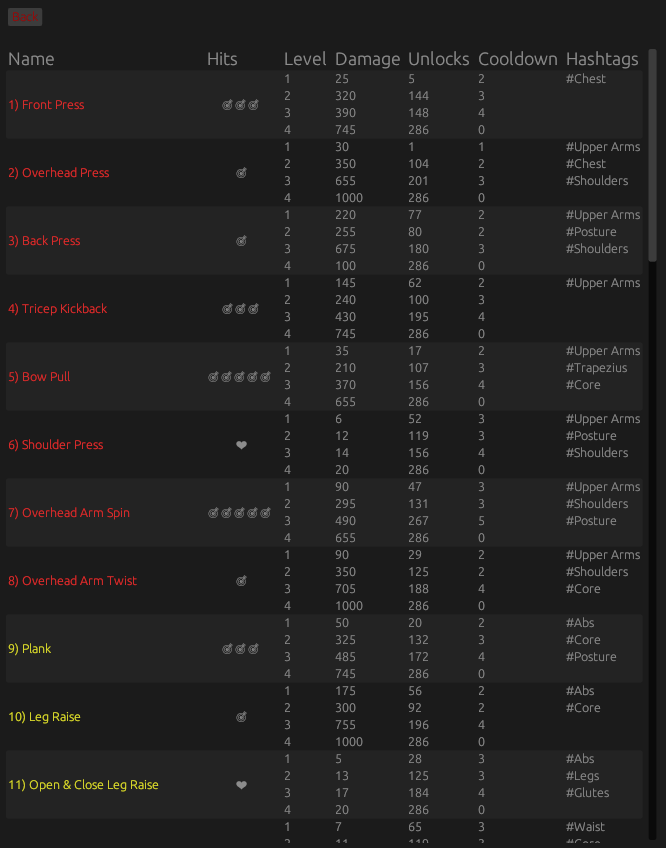 Back
Name Hits Level Damage Unlocks Cooldown Hashtags
1) Front Press
1 25 5 2 #Chest
2 320 144 3
3 390 148 4
4 745 286 0
2) Overhead Press
1 30 1 1 #Upper Arms
2 350 104 2 #Chest
3 655 201 3 #Shoulders
4 1000 286 0
3) Back Press
1 220 77 2 #Upper Arms
2 255 80 2 #Posture
3 675 180 3 #Shoulders
4 100 286 0
4) Tricep Kickback
1 145 62 2 #Upper Arms
2 240 100 3
3 430 195 4
4 745 286 0
5) Bow Pull
1 35 17 2 #Upper Arms
2 210 107 3 #Trapezius
3 370 156 4 #Core
4 655 286 0
6) Shoulder Press
1 6 52 3 #Upper Arms
2 12 119 3 #Posture
3 14 156 4 #Shoulders
4 20 286 0
7) Overhead Arm Spin
1 90 47 3 #Upper Arms
2 295 131 3 #Shoulders
3 490 267 5 #Posture
4 655 286 0
8) Overhead Arm Twist
1 90 29 2 #Upper Arms
2 350 125 2 #Shoulders
3 705 188 4 #Core
4 1000 286 0
9) Plank
1 50 20 2 #Abs
2 325 132 3 #Core
3 485 172 4 #Posture
4 745 286 0
10) Leg Raise
1 175 56 2 #Abs
2 300 92 2 #Core
3 755 196 4
4 1000 286 0
11) Open & Close Leg Raise
1 5 28 3 #Abs
2 13 125 3 #Legs
3 17 184 4 #Glutes
4 20 286 0
1 7 65 3 #Waist
2 11 119 3 #Core